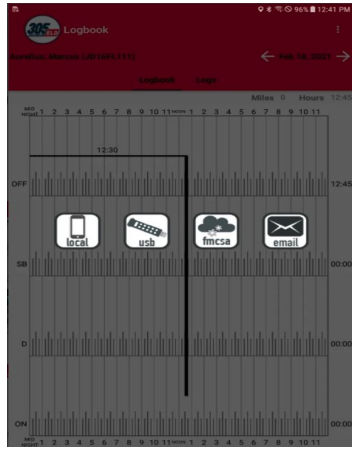 96% 12:41 PM
305 ELD Logbook
Aurelius, Marcus (
Feb 18, 2021
Logbook Logs
Miles 0 Hours 12:45
MID NIGHT 1 2 3 4 5 6 7 8 9 10 11 NOON 1 2 3 4 5 6 7 8 9 10 11
12:30
OFF 12:45
local usb fmcsa email
SB 00:00
D 00:00
ON 00:00
MID NIGHT 1 2 3 4 5 6 7 8 9 10 11 NOON 1 2 3 4 5 6 7 8 9 10 11